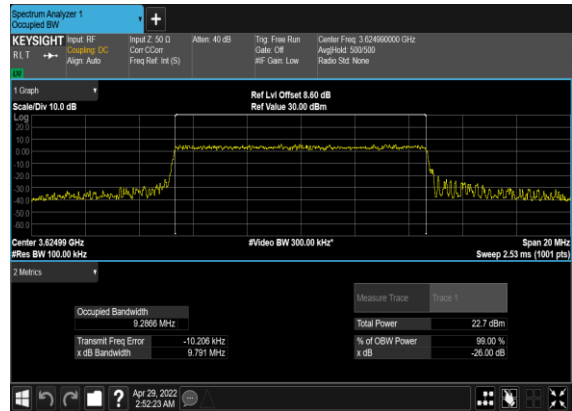 Spectrum Analyzer 1
Occupied BW
+
KEYSIGHT Input: RF Input Z: 50 Ω Atten: 40 dB Trig: Free Run Center Freq: 3.624990000 GHz
RLT Coupling: DC Corr CCorr Gate: Off Avg|Hold: 500/500
Align: Auto Freq Ref: Int (S) #IF Gain: Low Radio Std: None
1 Graph
Ref Lvl Offset 8.60 dB
Scale/Div 10.0 dB Ref Value 30.00 dBm
Log
20.0
10.0
0.00
-10.0
-20.0
-30.0
-40.0
-50.0
-60.0
Center 3.62499 GHz #Video BW 300.00 kHz* Span 20 MHz
#Res BW 100.00 kHz Sweep 2.53 ms (1001 pts)
2 Metrics
Measure Trace Trace 1
Occupied Bandwidth
9.2866 MHz Total Power 22.7 dBm
Transmit Freq Error -10.206 kHz % of OBW Power 99.00 %
x dB Bandwidth 9.791 MHz x dB -26.00 dB
? Apr 29, 2022
2:52:23 AM